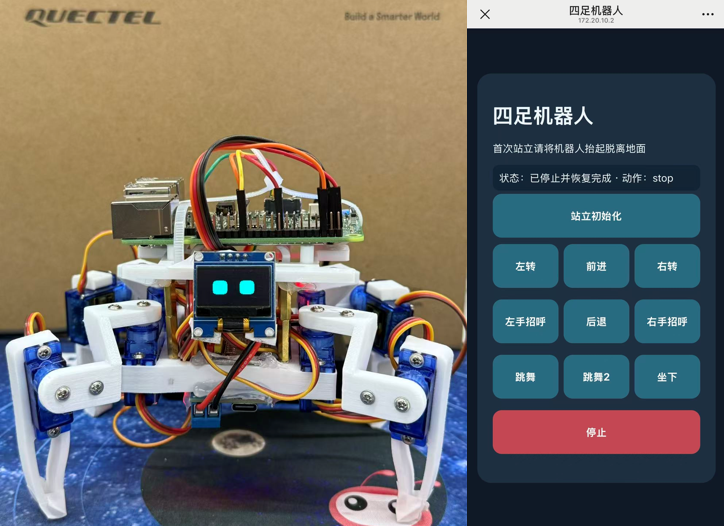 QUECTEL
Build a Smarter World
四足机器人
172.20.10.2
四足机器人
首次站立请将机器人抬起脱离地面
状态：已停止并恢复完成 · 动作：stop
站立初始化
左转
前进
右转
左手招呼
后退
右手招呼
跳舞
跳舞2
坐下
停止